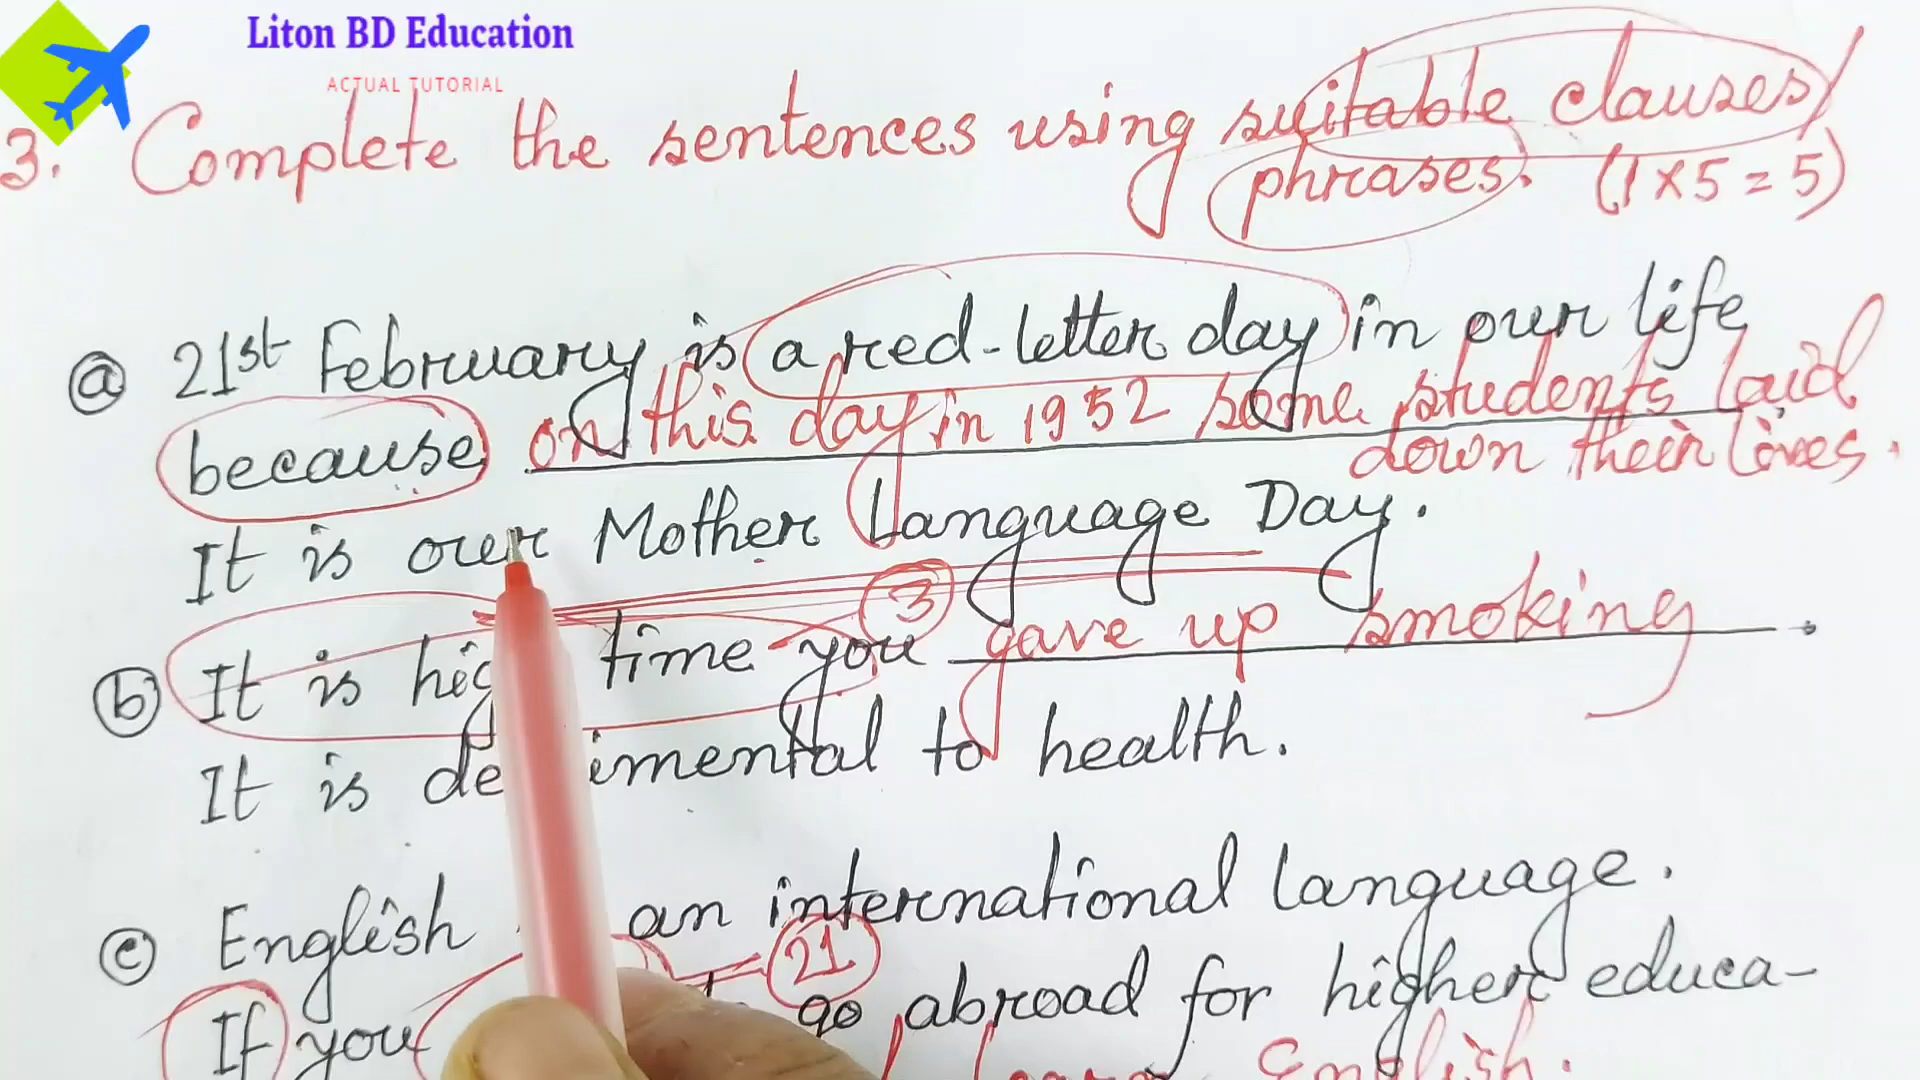 Liton BD Education
ACTUAL TUTORIAL
3. Complete the sentences using suitable clauses/
phrases. (1×5=5)
ⓐ 21st February is a red-letter day in our life
because on this day in 1952 some students laid
down their lives.
It is our Mother Language Day.
③
ⓑ It is time you gave up smoking.
It is to health.
ⓒ English an international language.
21
If you go abroad for higher educa-
English.